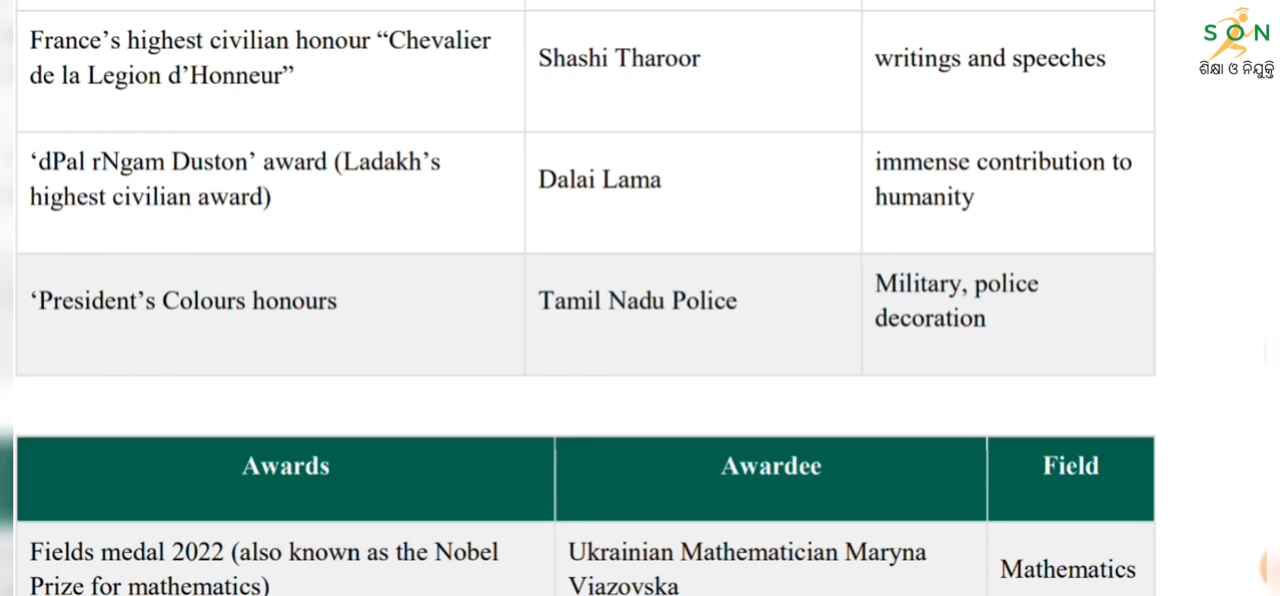 France’s highest civilian honour “Chevalier
de la Legion d’Honneur”
Shashi Tharoor
writings and speeches
‘dPal rNgam Duston’ award (Ladakh’s
highest civilian award)
Dalai Lama
immense contribution to
humanity
‘President’s Colours honours
Tamil Nadu Police
Military, police
decoration
Awards
Awardee
Field
Fields medal 2022 (also known as the Nobel
Prize for mathematics)
Ukrainian Mathematician Maryna
Viazovska
Mathematics
SON
ଶିକ୍ଷା ଓ ନିଯୁକ୍ତି